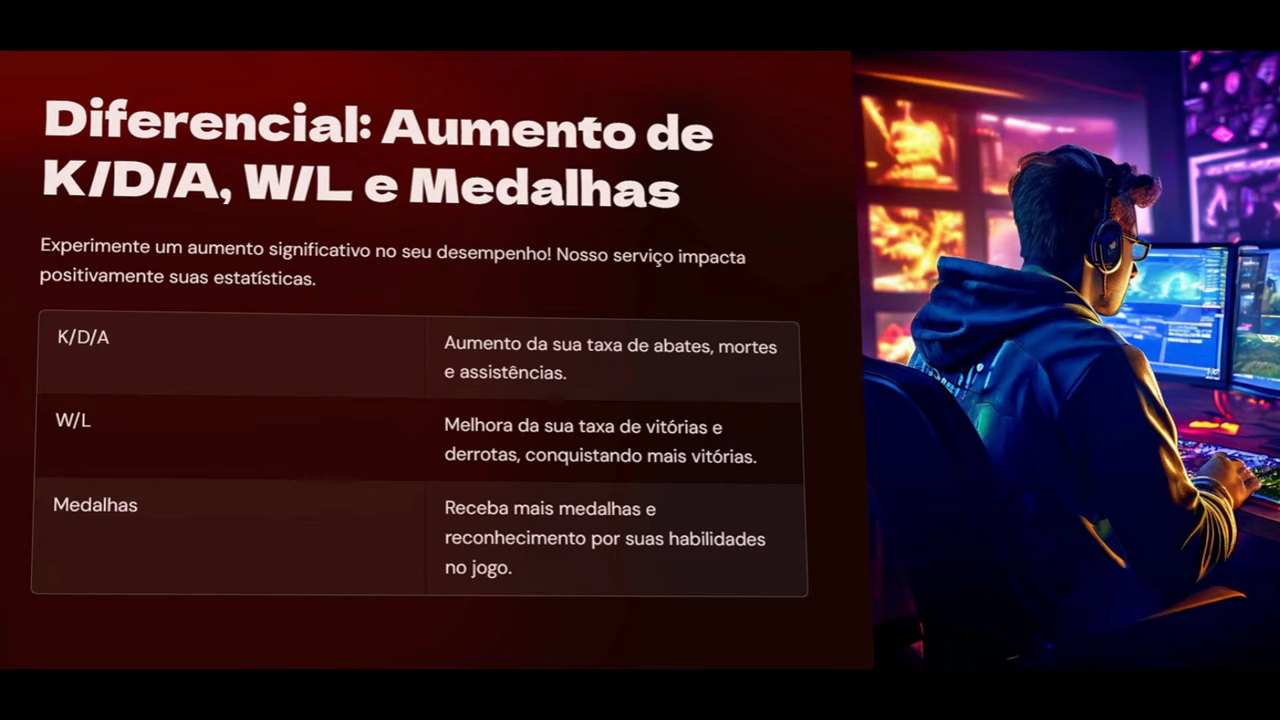 Diferencial: Aumento de
K/D/A, W/L e Medalhas
Experimente um aumento significativo no seu desempenho! Nosso serviço impacta
positivamente suas estatísticas.
K/D/A
Aumento da sua taxa de abates, mortes
e assistências.
W/L
Melhora da sua taxa de vitórias e
derrotas, conquistando mais vitórias.
Medalhas
Receba mais medalhas e
reconhecimento por suas habilidades
no jogo.